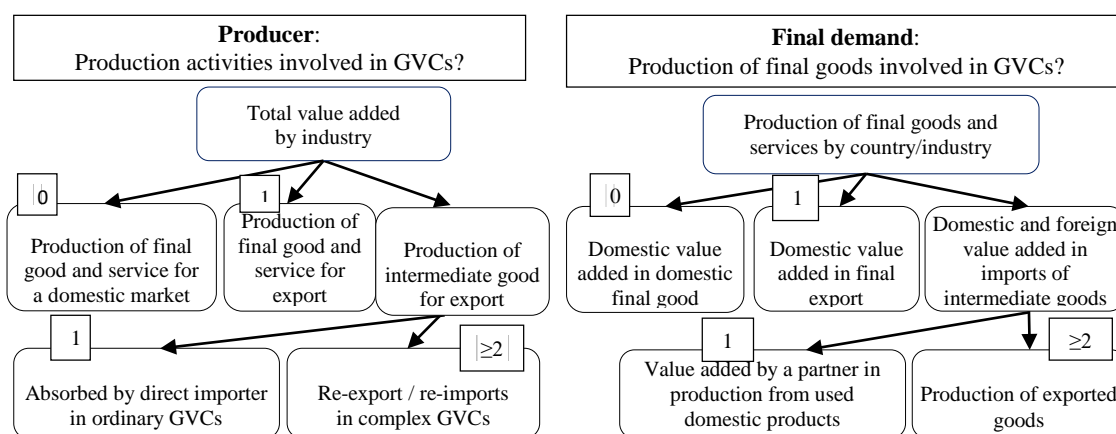 Producer:
Production activities involved in GVCs?
Total value added
by industry
0
Production of final
good and service for
a domestic market
1
Production of
final good and
service for
export
Production of
intermediate good
for export
1
Absorbed by direct importer
in ordinary GVCs
≥2
Re-export / re-imports
in complex GVCs
Final demand:
Production of final goods involved in GVCs?
Production of final goods and
services by country/industry
0
Domestic value
added in domestic
final good
1
Domestic value
added in final
export
Domestic and foreign
value added in
imports of
intermediate goods
1
Value added by a partner in
production from used
domestic products
≥2
Production of exported
goods